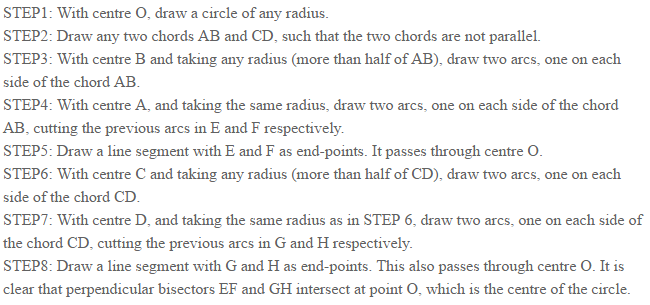 STEP1: With centre O, draw a circle of any radius.
STEP2: Draw any two chords AB and CD, such that the two chords are not parallel.
STEP3: With centre B and taking any radius (more than half of AB), draw two arcs, one on each
side of the chord AB.
STEP4: With centre A, and taking the same radius, draw two arcs, one on each side of the chord
AB, cutting the previous arcs in E and F respectively.
STEP5: Draw a line segment with E and F as end-points. It passes through centre O.
STEP6: With centre C and taking any radius (more than half of CD), draw two arcs, one on each
side of the chord CD.
STEP7: With centre D, and taking the same radius as in STEP 6, draw two arcs, one on each side of
the chord CD, cutting the previous arcs in G and H respectively.
STEP8: Draw a line segment with G and H as end-points. This also passes through centre O. It is
clear that perpendicular bisectors EF and GH intersect at point O, which is the centre of the circle.